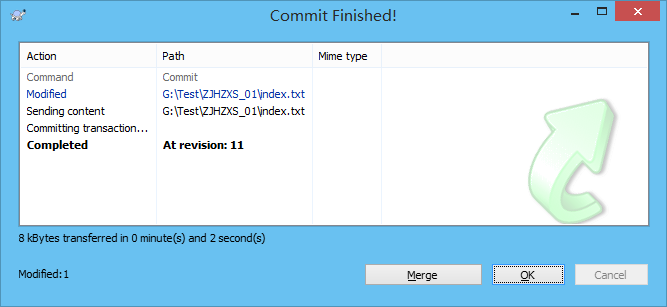 Commit Finished!
Action Path Mime type
Command Commit
Modified G:\Test\ZJHZXS_01\index.txt
Sending content G:\Test\ZJHZXS_01\index.txt
Committing transaction...
Completed At revision: 11
8 kBytes transferred in 0 minute(s) and 2 second(s)
Modified:1 Merge OK Cancel